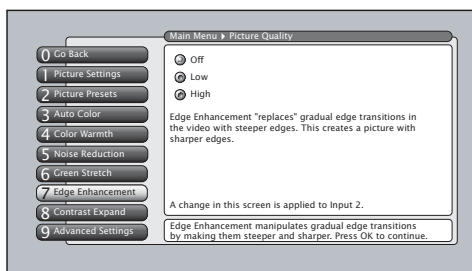 Main Menu ▸ Picture Quality
0 Go Back
1 Picture Settings
2 Picture Presets
3 Auto Color
4 Color Warmth
5 Noise Reduction
6 Green Stretch
7 Edge Enhancement
8 Contrast Expand
9 Advanced Settings
Off
Low
High
Edge Enhancement "replaces" gradual edge transitions in
the video with steeper edges. This creates a picture with
sharper edges.
A change in this screen is applied to Input 2.
Edge Enhancement manipulates gradual edge transitions
by making them steeper and sharper. Press OK to continue.